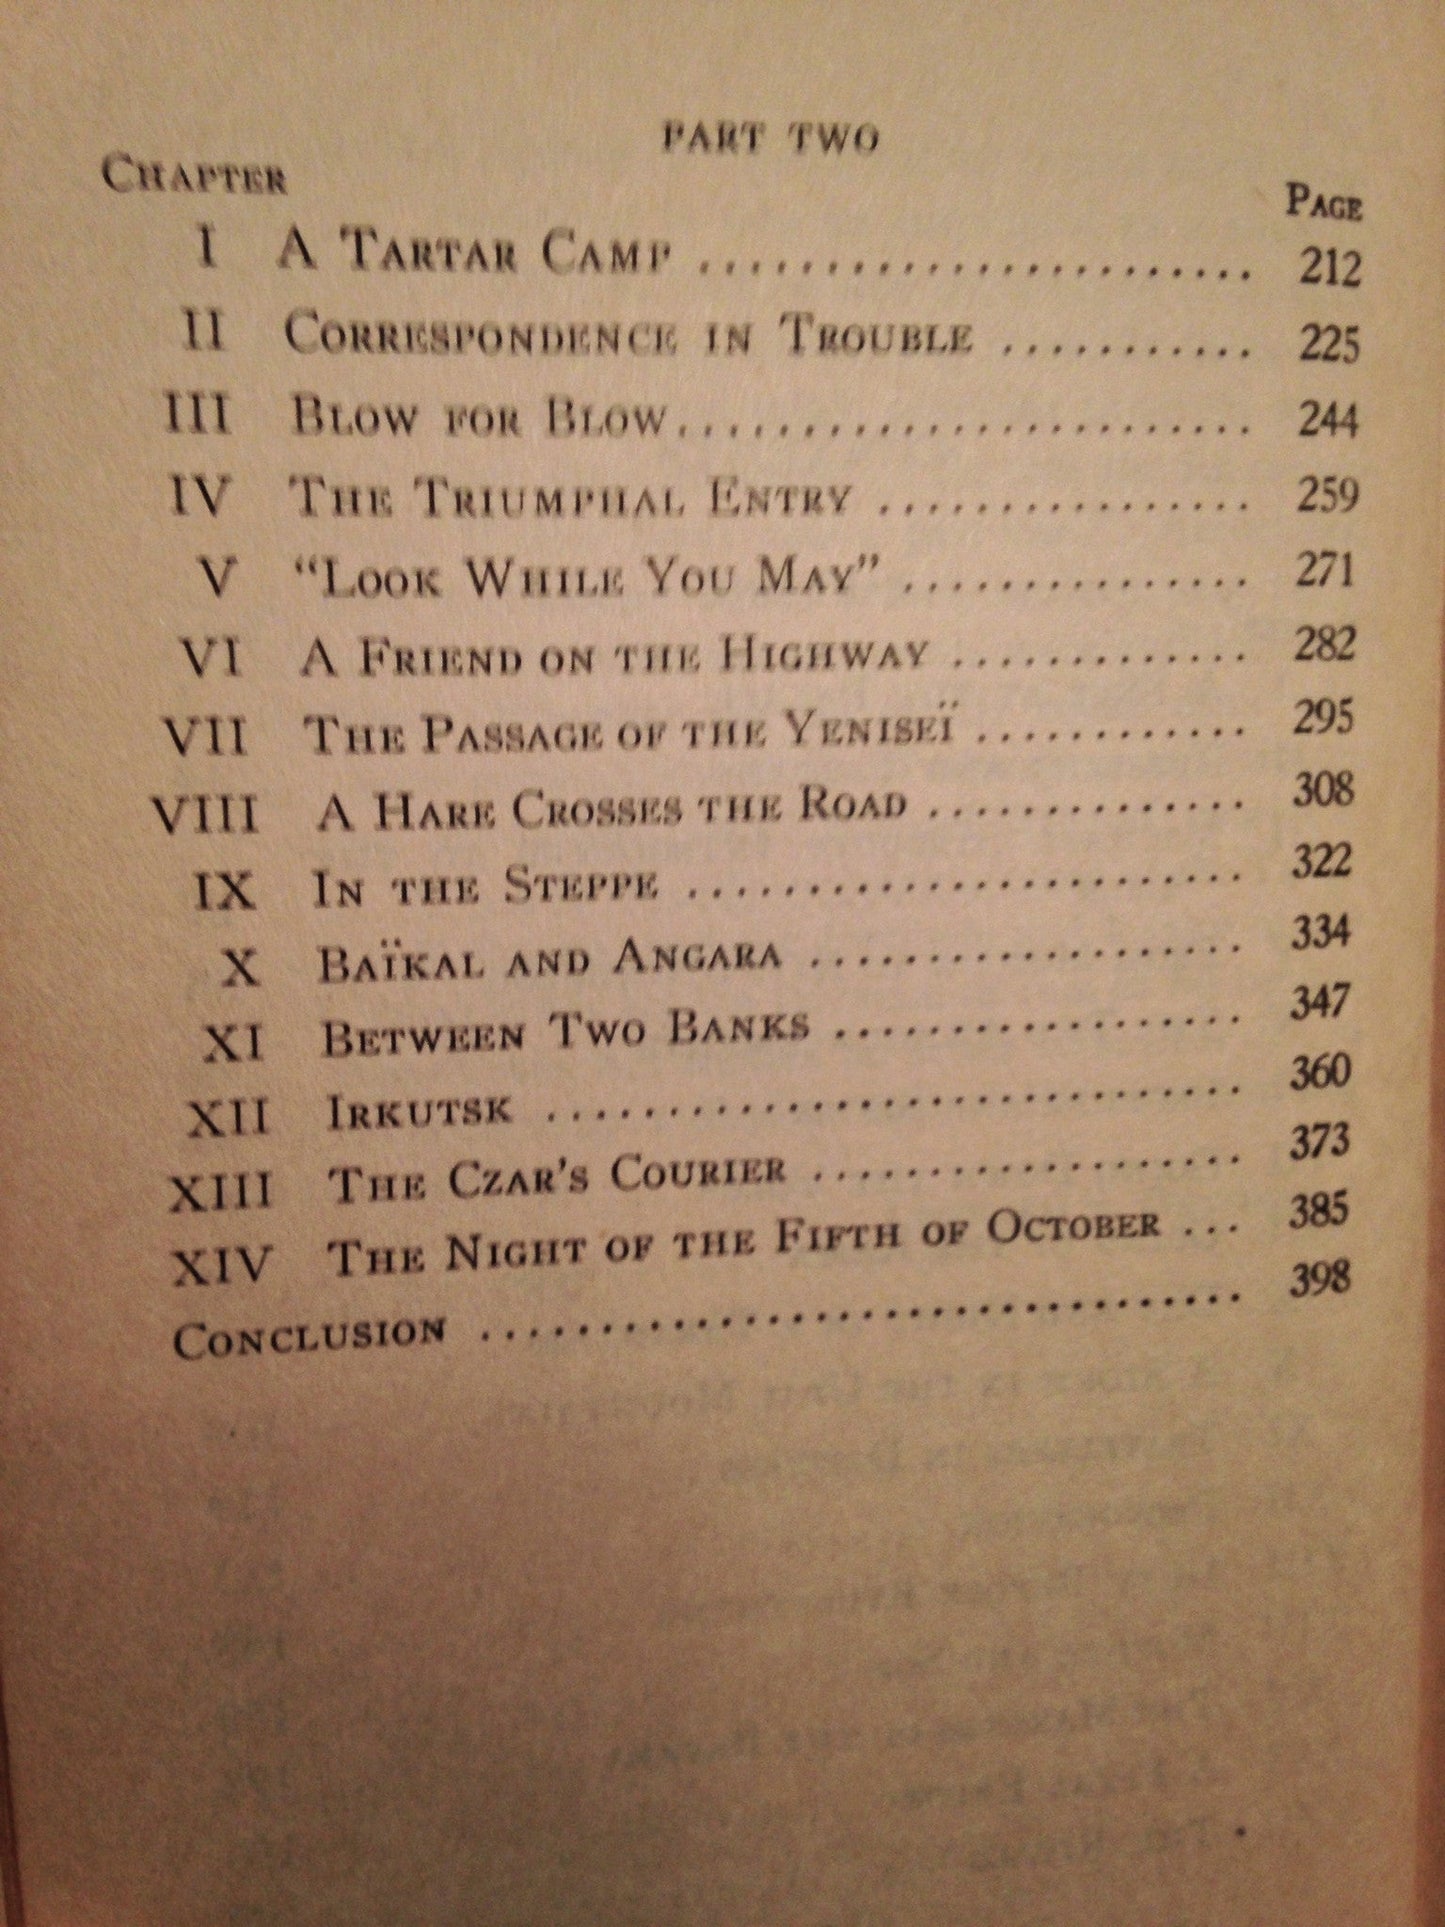 PART TWO
CHAPTER PAGE
I A TARTAR CAMP ....................... 212
II CORRESPONDENCE IN TROUBLE ........... 225
III BLOW FOR BLOW........................ 244
IV THE TRIUMPHAL ENTRY ................ 259
V “LOOK WHILE YOU MAY” ............... 271
VI A FRIEND ON THE HIGHWAY ............. 282
VII THE PASSAGE OF THE YENISEÏ ............ 295
VIII A HARE CROSSES THE ROAD .............. 308
IX IN THE STEPPE ........................ 322
X BAÏKAL AND ANGARA ................... 334
XI BETWEEN TWO BANKS .................. 347
XII IRKUTSK .............................. 360
XIII THE CZAR'S COURIER ................... 373
XIV THE NIGHT OF THE FIFTH OF OCTOBER ... 385
CONCLUSION ................................ 398